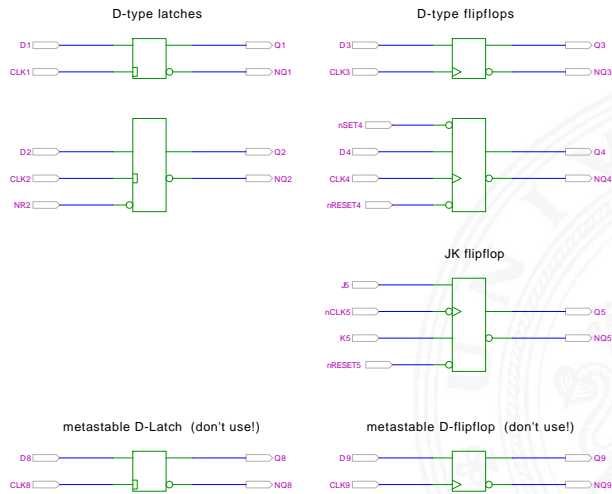 D-type latches
D-type flipflops
D1
Q1
CLK1
NQ1
D3
Q3
CLK3
NQ3
D2
Q2
CLK2
NQ2
NR2
nSET4
D4
Q4
CLK4
NQ4
nRESET4
JK flipflop
J5
nCLK5
Q5
K5
NQ5
nRESET5
metastable D-Latch (don't use!)
metastable D-flipflop (don't use!)
D8
Q8
CLK8
NQ8
D9
Q9
CLK9
NQ9
U N I